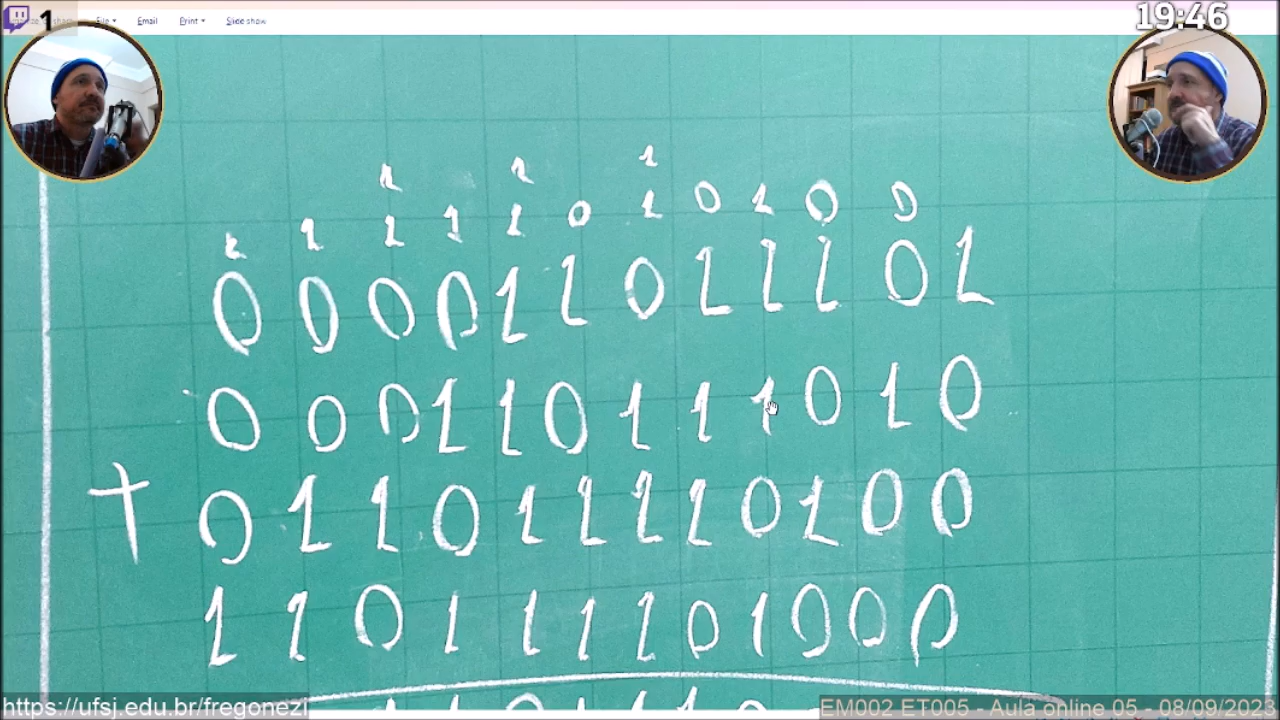 1 File Email Print Slide show 19:46
1 1 1
1 1 1 1 1 0 1 0 1 0 0
0 0 0 0 1 1 0 1 1 1 0 1
0 0 0 1 1 0 1 1 1 0 1 0
+ 0 1 1 0 1 1 1 1 0 1 0 0
1 1 0 1 1 1 1 0 1 0 0 0
https://ufsj.edu.br/fregonezi EM002 ET005 - Aula online 05 - 08/09/2023